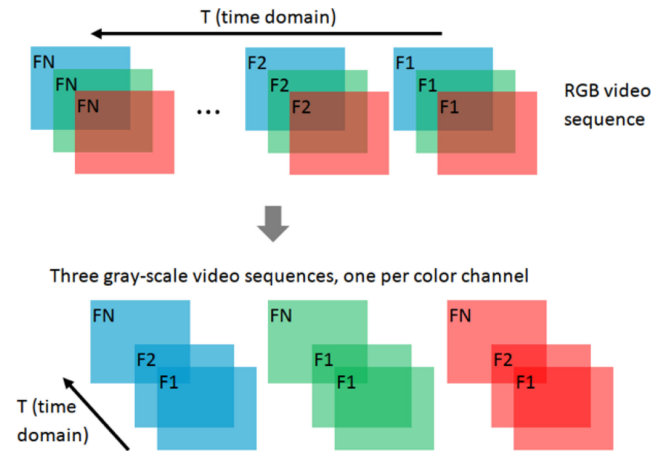 T (time domain)
FN
FN
FN
...
F2
F2
F2
F1
F1
F1
RGB video
sequence
Three gray-scale video sequences, one per color channel
FN
F2
F1
FN
F1
F1
FN
F2
F1
T (time
domain)